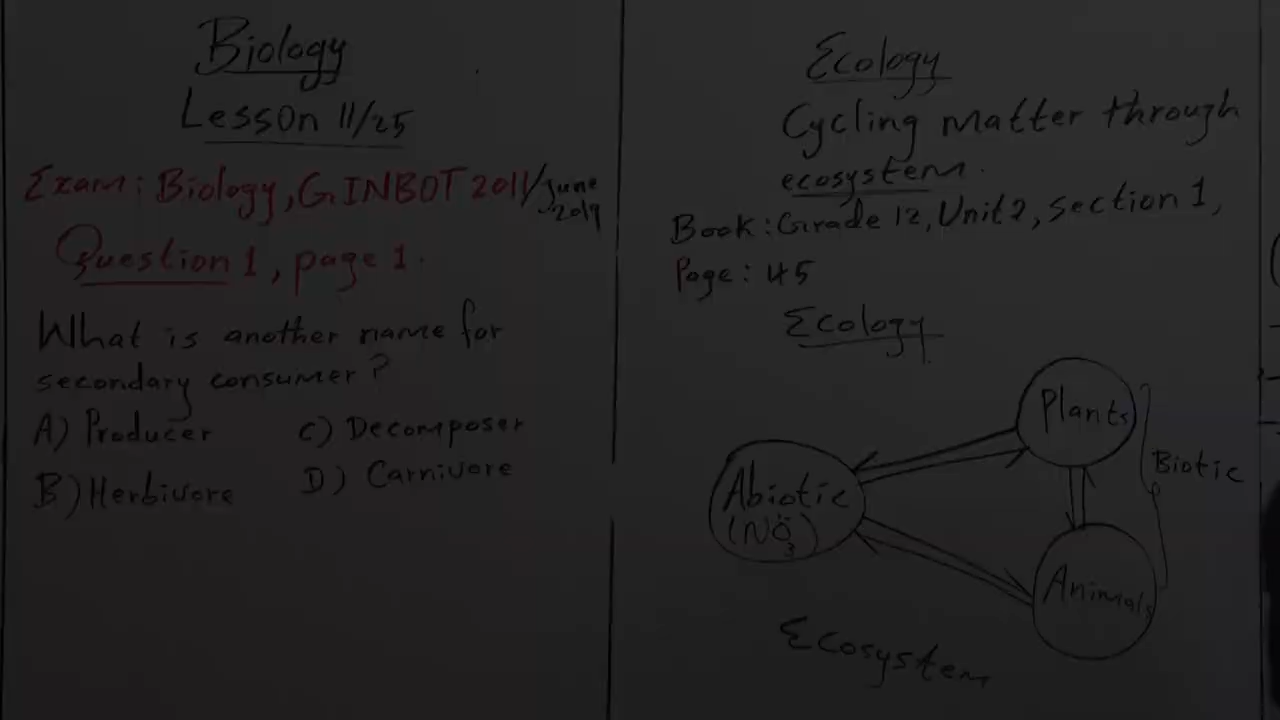 Biology
Lesson 11/25
Exam: Biology, GINBOT 2011/June 2019
Question 1, page 1.
What is another name for
secondary consumer?
A) Producer
C) Decomposer
B) Herbivore
D) Carnivore
Ecology
Cycling matter through
ecosystem.
Book: Grade 12, Unit 2, section 1,
Page: 45
Ecology
Plants
Biotic
Abiotic
(NO3)
Animals
Ecosystem